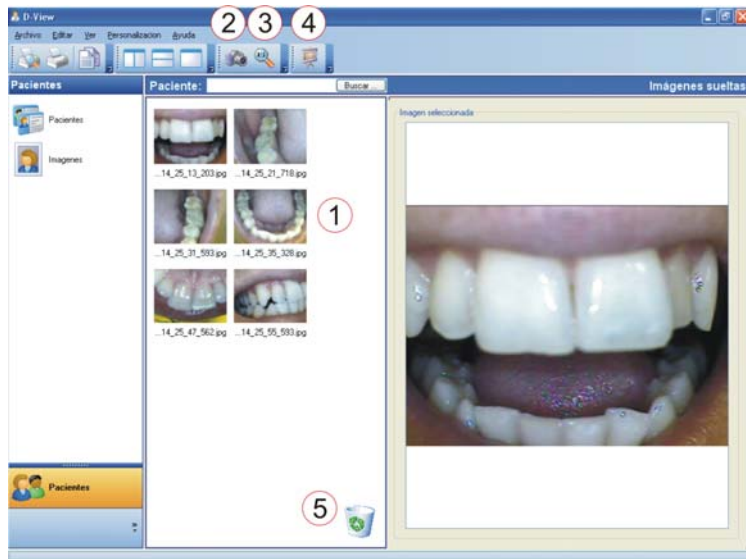 D-View
2 3 4
Archivo Editar Ver Personalizacion Ayuda
Pacientes
Paciente: Buscar...
Imágenes sueltas
Pacientes
Imagenes
...14_25_13_203.jpg ...14_25_21_718.jpg
...14_25_31_593.jpg ...14_25_35_328.jpg
1
...14_25_47_562.jpg ...14_25_55_593.jpg
Imagen seleccionada
Pacientes
5